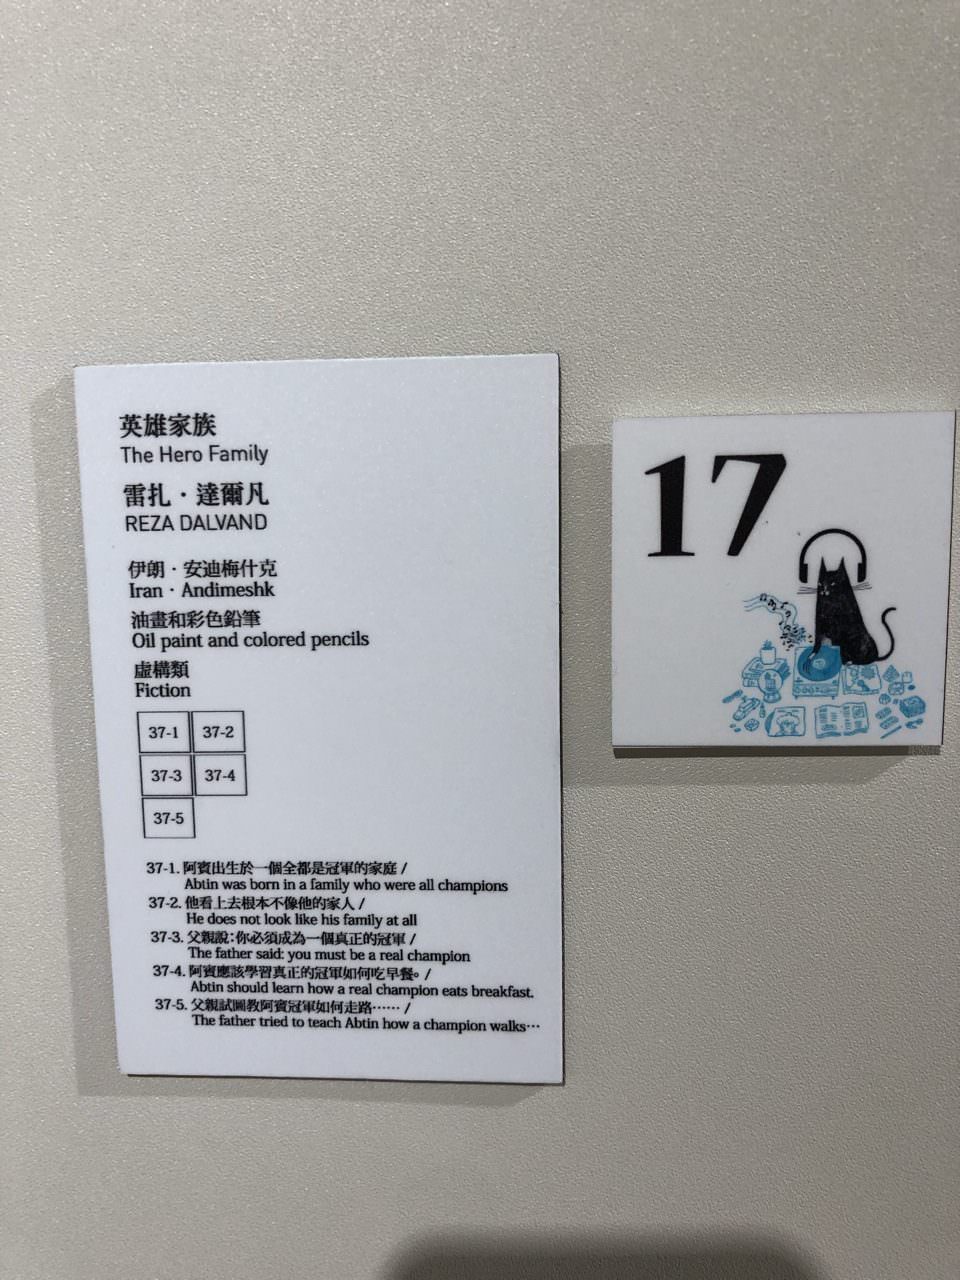 英雄家族
The Hero Family
雷扎・達爾凡
REZA DALVAND
伊朗・安迪梅什克
Iran・Andimeshk
油畫和彩色鉛筆
Oil paint and colored pencils
虛構類
Fiction
37-1 37-2
37-3 37-4
37-5
37-1. 阿賓出生於一個全都是冠軍的家庭 /
Abtin was born in a family who were all champions
37-2. 他看上去根本不像他的家人 /
He does not look like his family at all
37-3. 父親說：你必須成為一個真正的冠軍 /
The father said: you must be a real champion
37-4. 阿賓應該學習真正的冠軍如何吃早餐。 /
Abtin should learn how a real champion eats breakfast.
37-5. 父親試圖教阿賓冠軍如何走路⋯⋯ /
The father tried to teach Abtin how a champion walks⋯
17